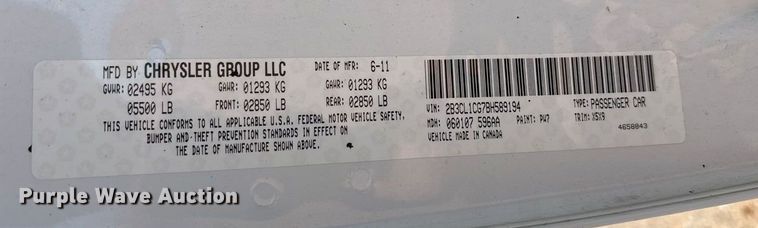 MFD BY CHRYSLER GROUP LLC DATE OF MFR: 6-11
GVWR: 02495 KG GAWR: 01293 KG GAWR: 01293 KG
05500 LB FRONT: 02850 LB REAR: 02850 LB
THIS VEHICLE CONFORMS TO ALL APPLICABLE U.S.A. FEDERAL MOTOR VEHICLE SAFETY,
BUMPER AND THEFT PREVENTION STANDARDS IN EFFECT ON
THE DATE OF MANUFACTURE SHOWN ABOVE.
VIN: 2B3CL1CG7BH589194 TYPE: PASSENGER CAR
MDH: 060107 596AA PAINT: PW7 TRIM: X5X9
VEHICLE MADE IN CANADA 4658843
Purple Wave Auction